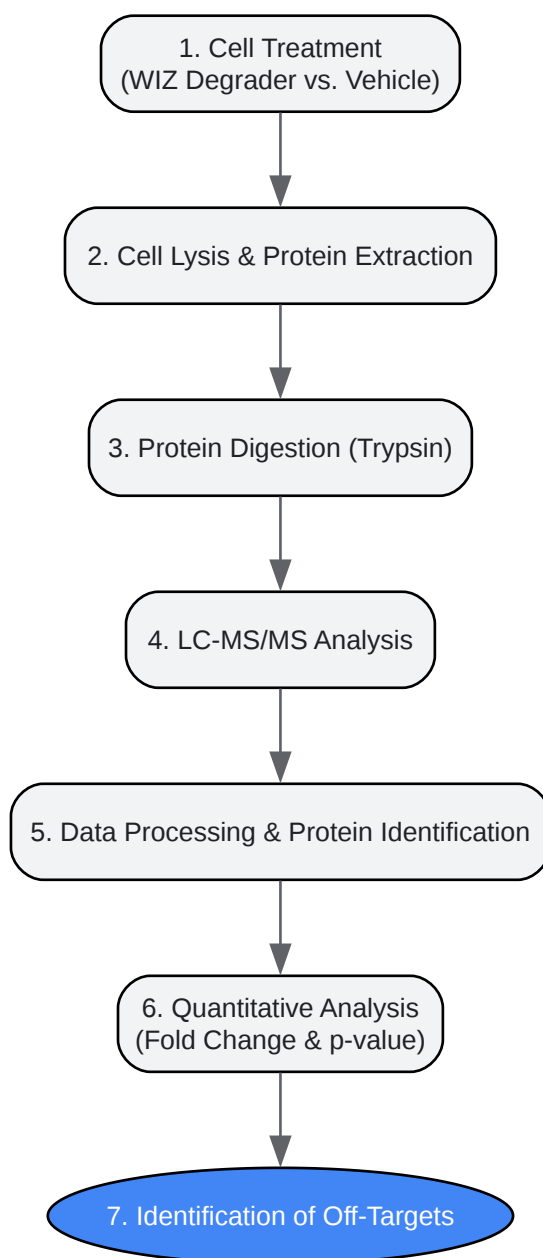 1. Cell Treatment
(WIZ Degrader vs. Vehicle)
2. Cell Lysis & Protein Extraction
3. Protein Digestion (Trypsin)
4. LC-MS/MS Analysis
5. Data Processing & Protein Identification
6. Quantitative Analysis
(Fold Change & p-value)
7. Identification of Off-Targets